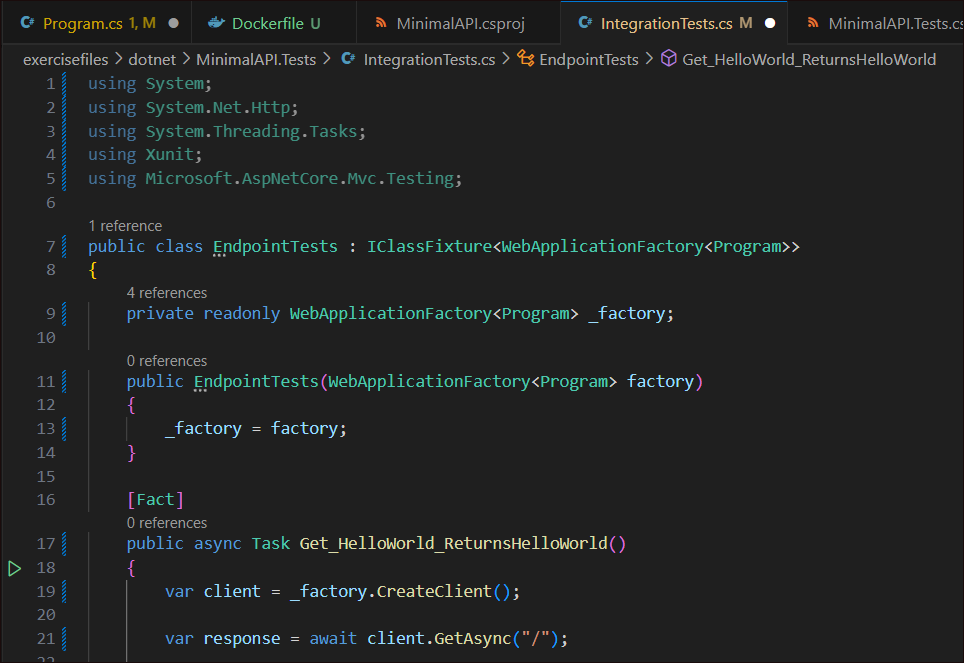 C# Program.cs 1, M Dockerfile U MinimalAPI.csproj C# IntegrationTests.cs M MinimalAPI.Tests.cs
exercisefiles > dotnet > MinimalAPI.Tests > C# IntegrationTests.cs > EndpointTests > Get_HelloWorld_ReturnsHelloWorld
1 using System;
2 using System.Net.Http;
3 using System.Threading.Tasks;
4 using Xunit;
5 using Microsoft.AspNetCore.Mvc.Testing;
6
1 reference
7 public class EndpointTests : IClassFixture<WebApplicationFactory<Program>>
8 {
4 references
9 private readonly WebApplicationFactory<Program> _factory;
10
0 references
11 public EndpointTests(WebApplicationFactory<Program> factory)
12 {
13 _factory = factory;
14 }
15
16 [Fact]
0 references
17 public async Task Get_HelloWorld_ReturnsHelloWorld()
18 {
19 var client = _factory.CreateClient();
20
21 var response = await client.GetAsync("/");
22